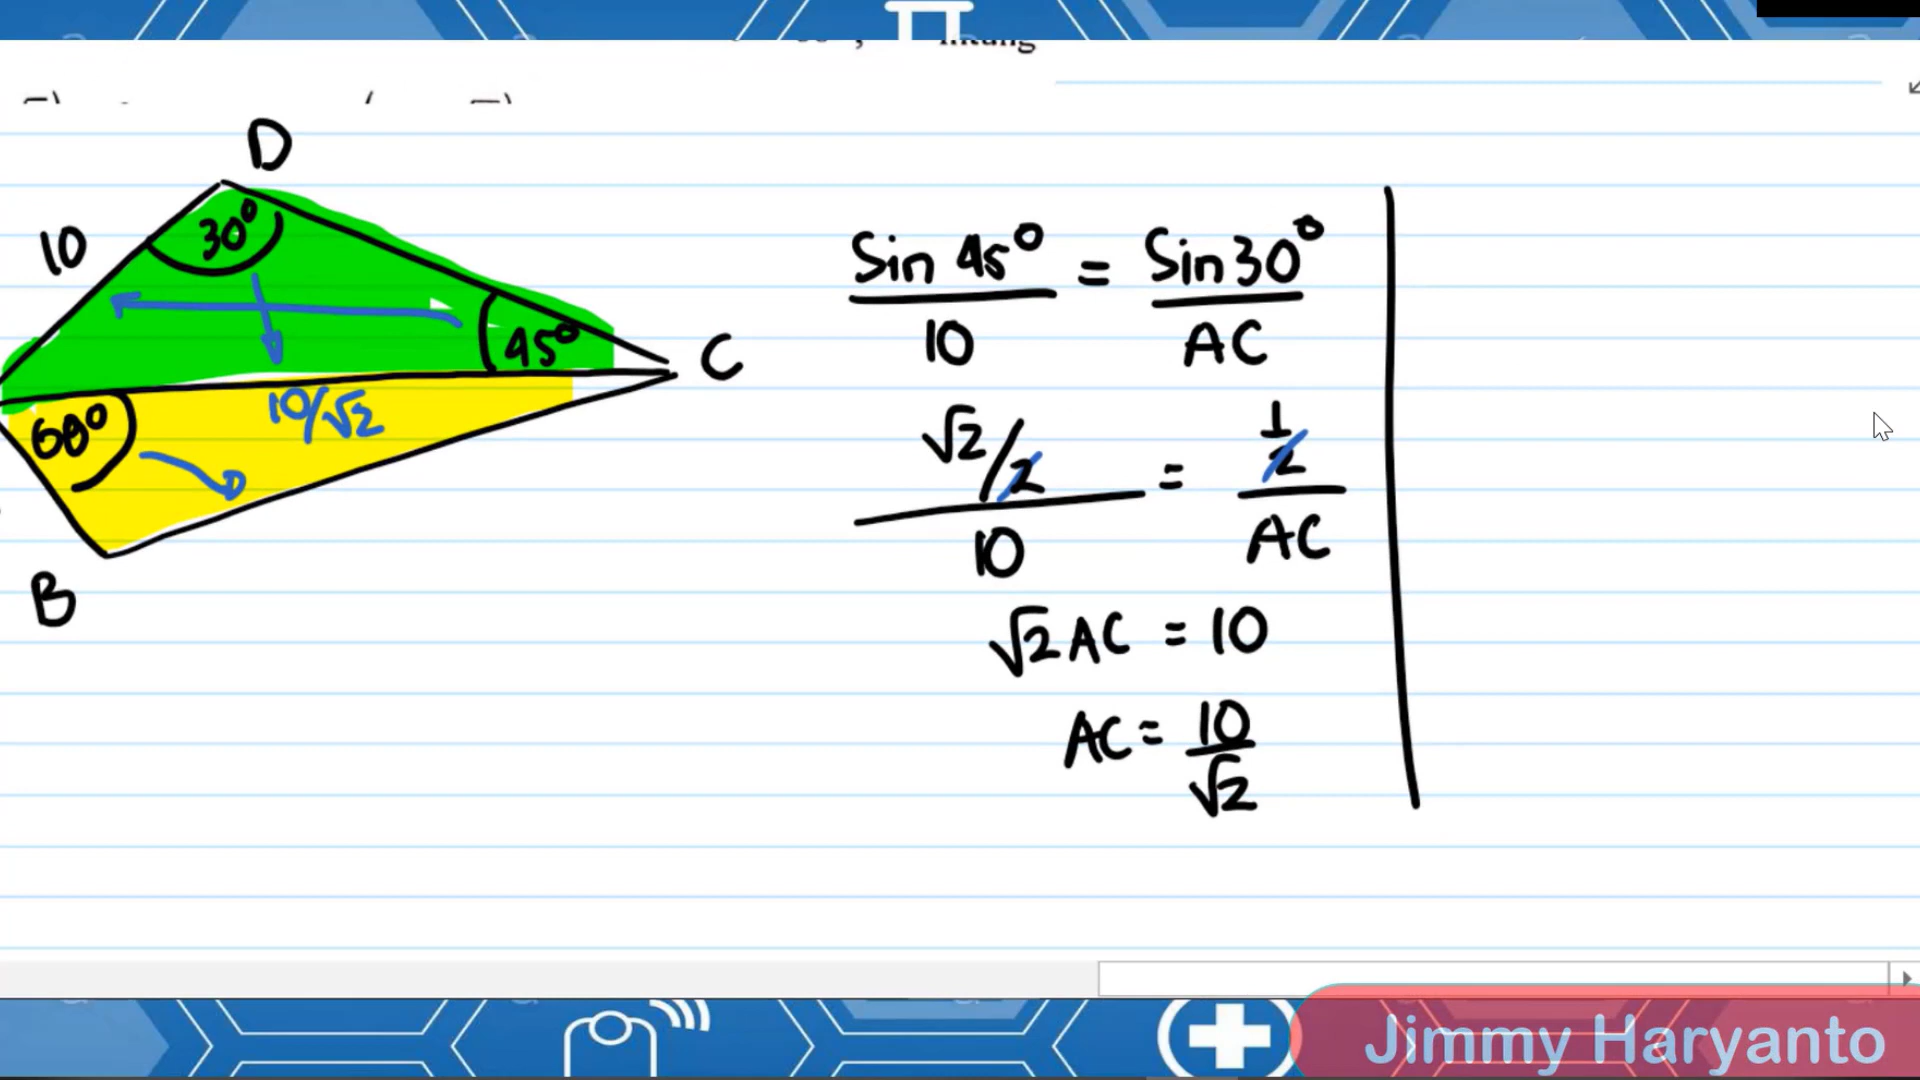 D
10
30°
45°
C
60°
10/√2
B
Sin 45° = Sin 30°
10 AC
√2/2 = 1/2
10 AC
√2 AC = 10
AC = 10
√2
Jimmy Haryanto